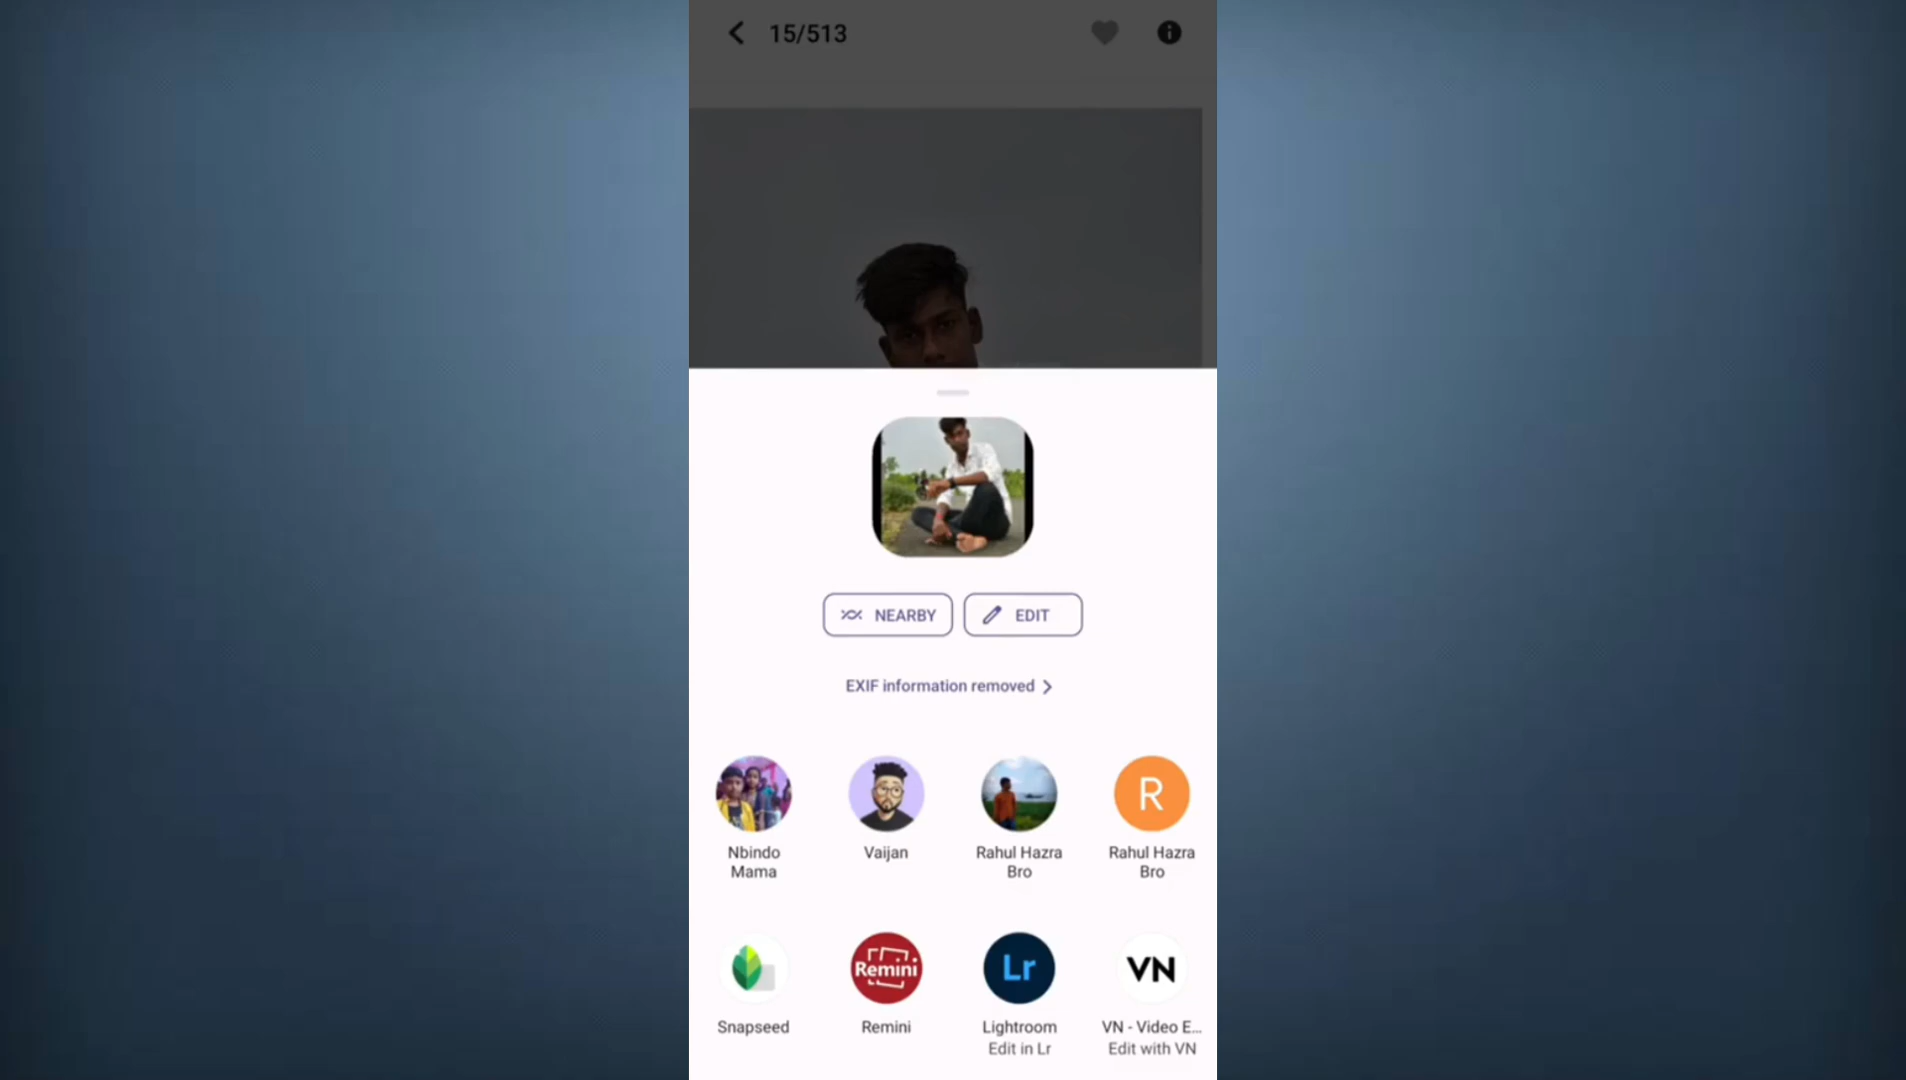 15/513
NEARBY
EDIT
EXIF information removed
Nbindo
Mama
Vaijan
Rahul Hazra
Bro
R
Rahul Hazra
Bro
Snapseed
Remini
Remini
Lr
Lightroom
Edit in Lr
VN
VN - Video E...
Edit with VN